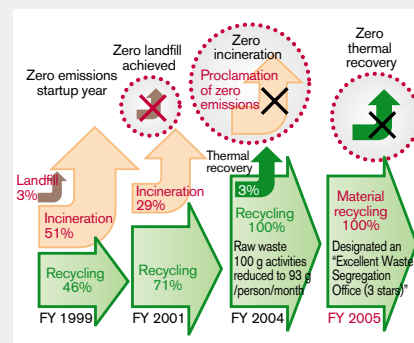 Zero emissions
startup year
Zero landfill
achieved
Zero
incineration
Proclamation
of zero
emissions
Zero
thermal
recovery
Landfill
3%
Incineration
51%
Recycling
46%
FY 1999
Incineration
29%
Recycling
71%
FY 2001
Thermal
recovery
3%
Recycling
100%
Raw waste
100 g activities
reduced to 93 g
/person/month
FY 2004
Material
recycling
100%
Designated an
"Excellent Waste
Segregation
Office (3 stars)"
FY 2005